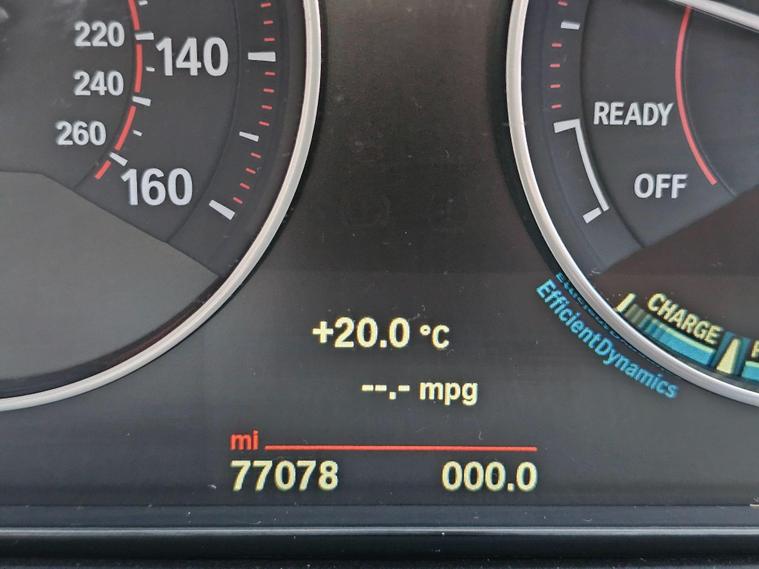 220
140
240
260
160
READY
OFF
CHARGE
EfficientDynamics
+20.0 °C
--.- mpg
mi
77078 000.0